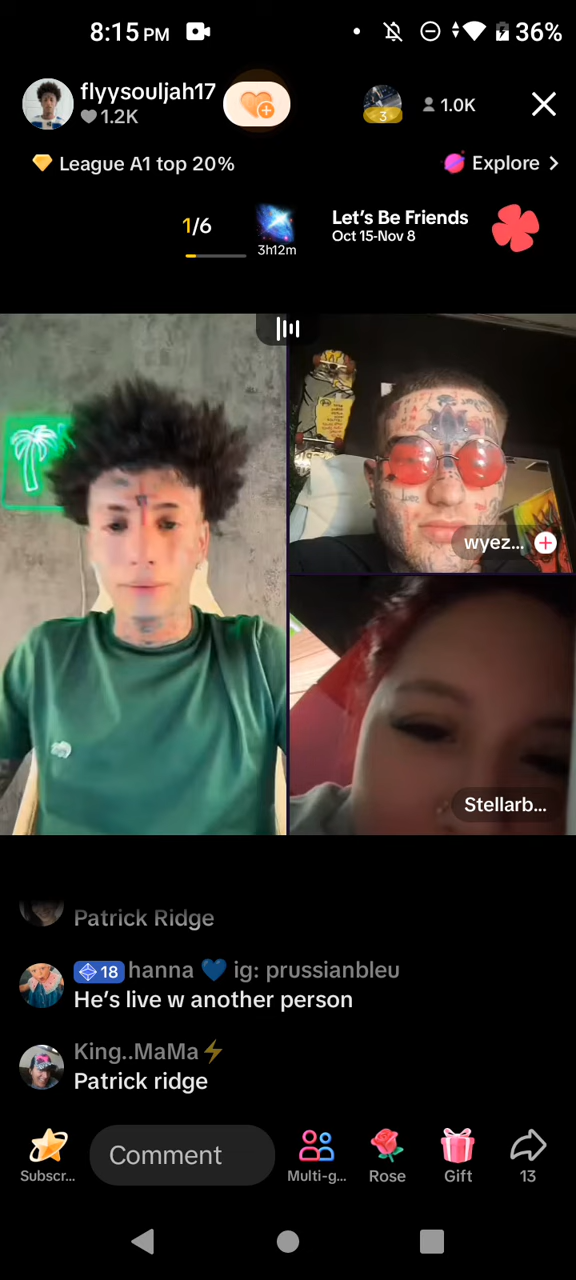 8:15 PM
36%
flyysouljah17
1.2K
3
1.0K
League A1 top 20%
Explore >
1/6
3h12m
Let's Be Friends
Oct 15-Nov 8
wyez...
Stellarb...
Patrick Ridge
18 hanna 💙 ig: prussianbleu
He's live w another person
King..MaMa⚡
Patrick ridge
Comment
Subscr...
Multi-g...
Rose
Gift
13